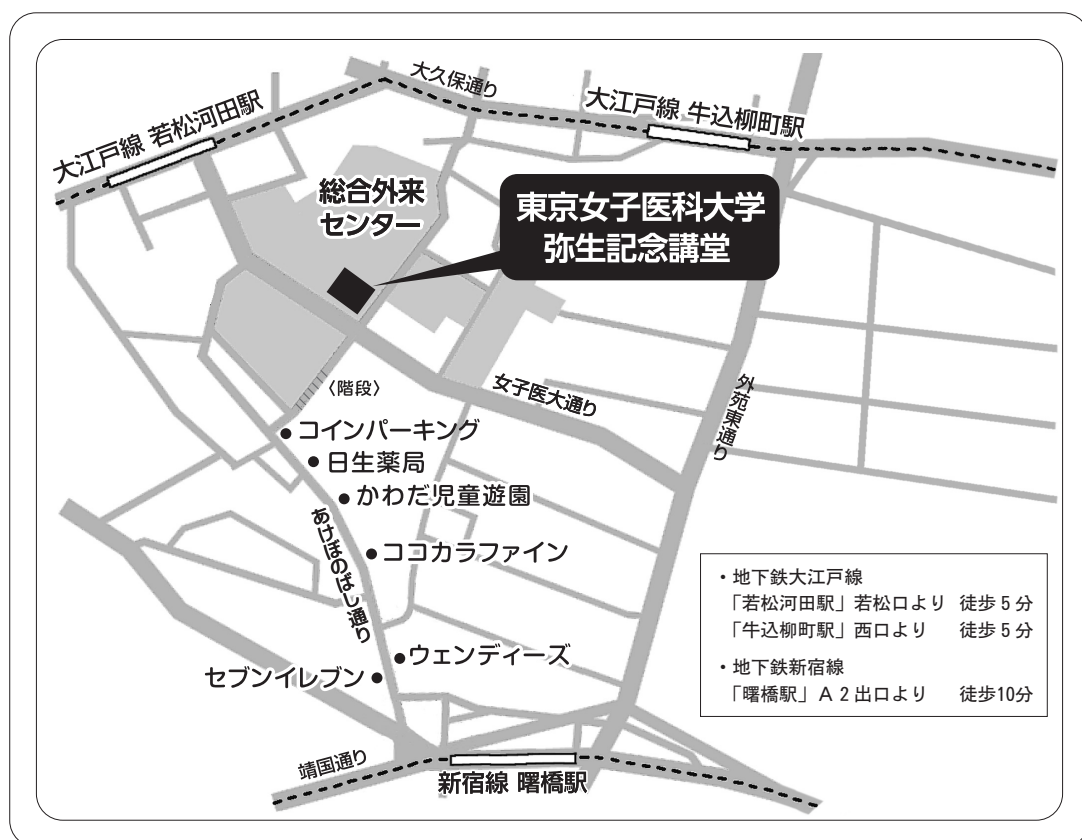 大久保通り
大江戸線 若松河田駅
大江戸線 牛込柳町駅
総合外来
センター
東京女子医科大学
弥生記念講堂
〈階段〉
女子医大通り
外苑東通り
コインパーキング
日生薬局
かわだ児童遊園
あけぼのばし通り
ココカラファイン
ウェンディーズ
セブンイレブン
靖国通り
新宿線 曙橋駅
・地下鉄大江戸線
「若松河田駅」若松口より 徒歩5分
「牛込柳町駅」西口より 徒歩5分
・地下鉄新宿線
「曙橋駅」A2出口より 徒歩10分